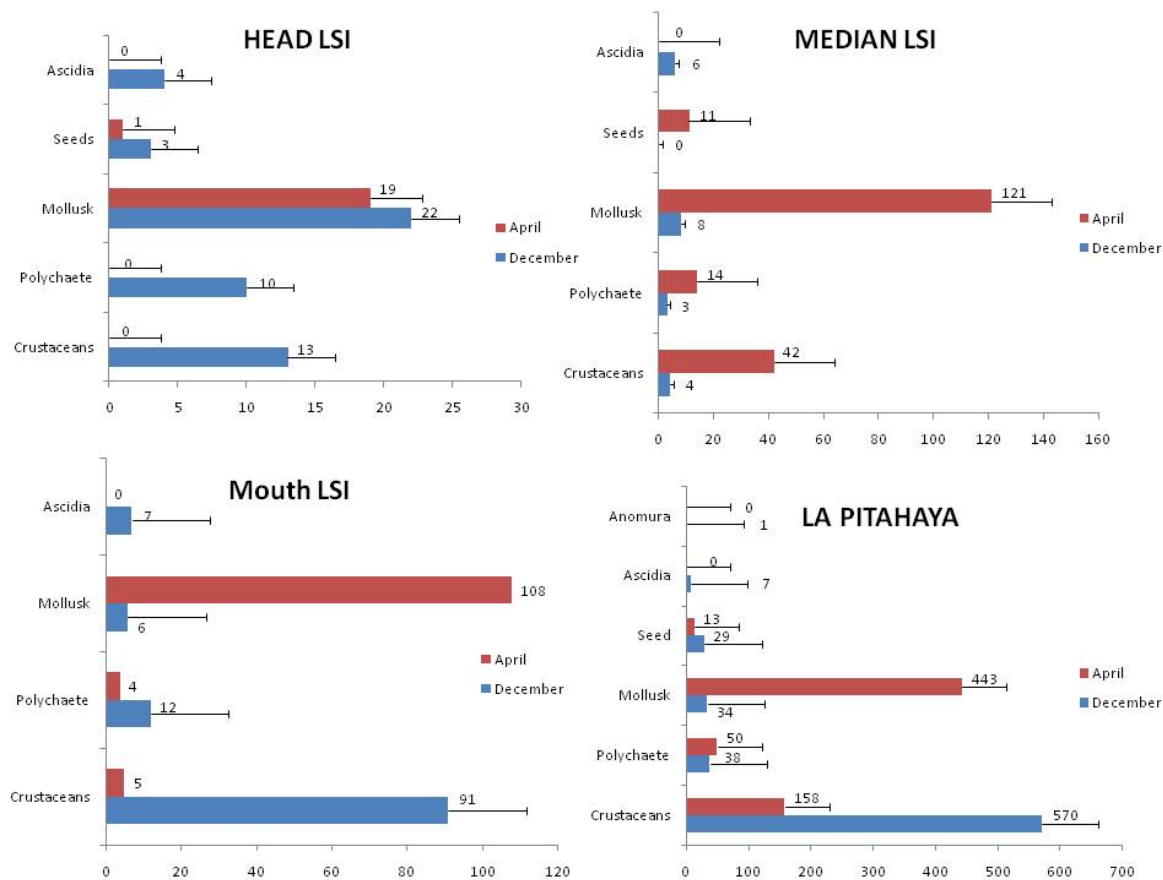 HEAD LSI
0
Ascidia
4
1
Seeds
3
19
Mollusk
22
April
December
0
Polychaete
10
0
Crustaceans
13
0 5 10 15 20 25 30
MEDIAN LSI
0
Ascidia
6
11
Seeds
0
121
Mollusk
8
April
December
14
Polychaete
3
42
Crustaceans
4
0 20 40 60 80 100 120 140 160
Mouth LSI
0
Ascidia
7
108
Mollusk
6
April
December
4
Polychaete
12
5
Crustaceans
91
0 20 40 60 80 100 120
LA PITAHAYA
0
Anomura
1
0
Ascidia
7
13
Seed
29
443
Mollusk
34
April
December
50
Polychaete
38
158
Crustaceans
570
0 100 200 300 400 500 600 700